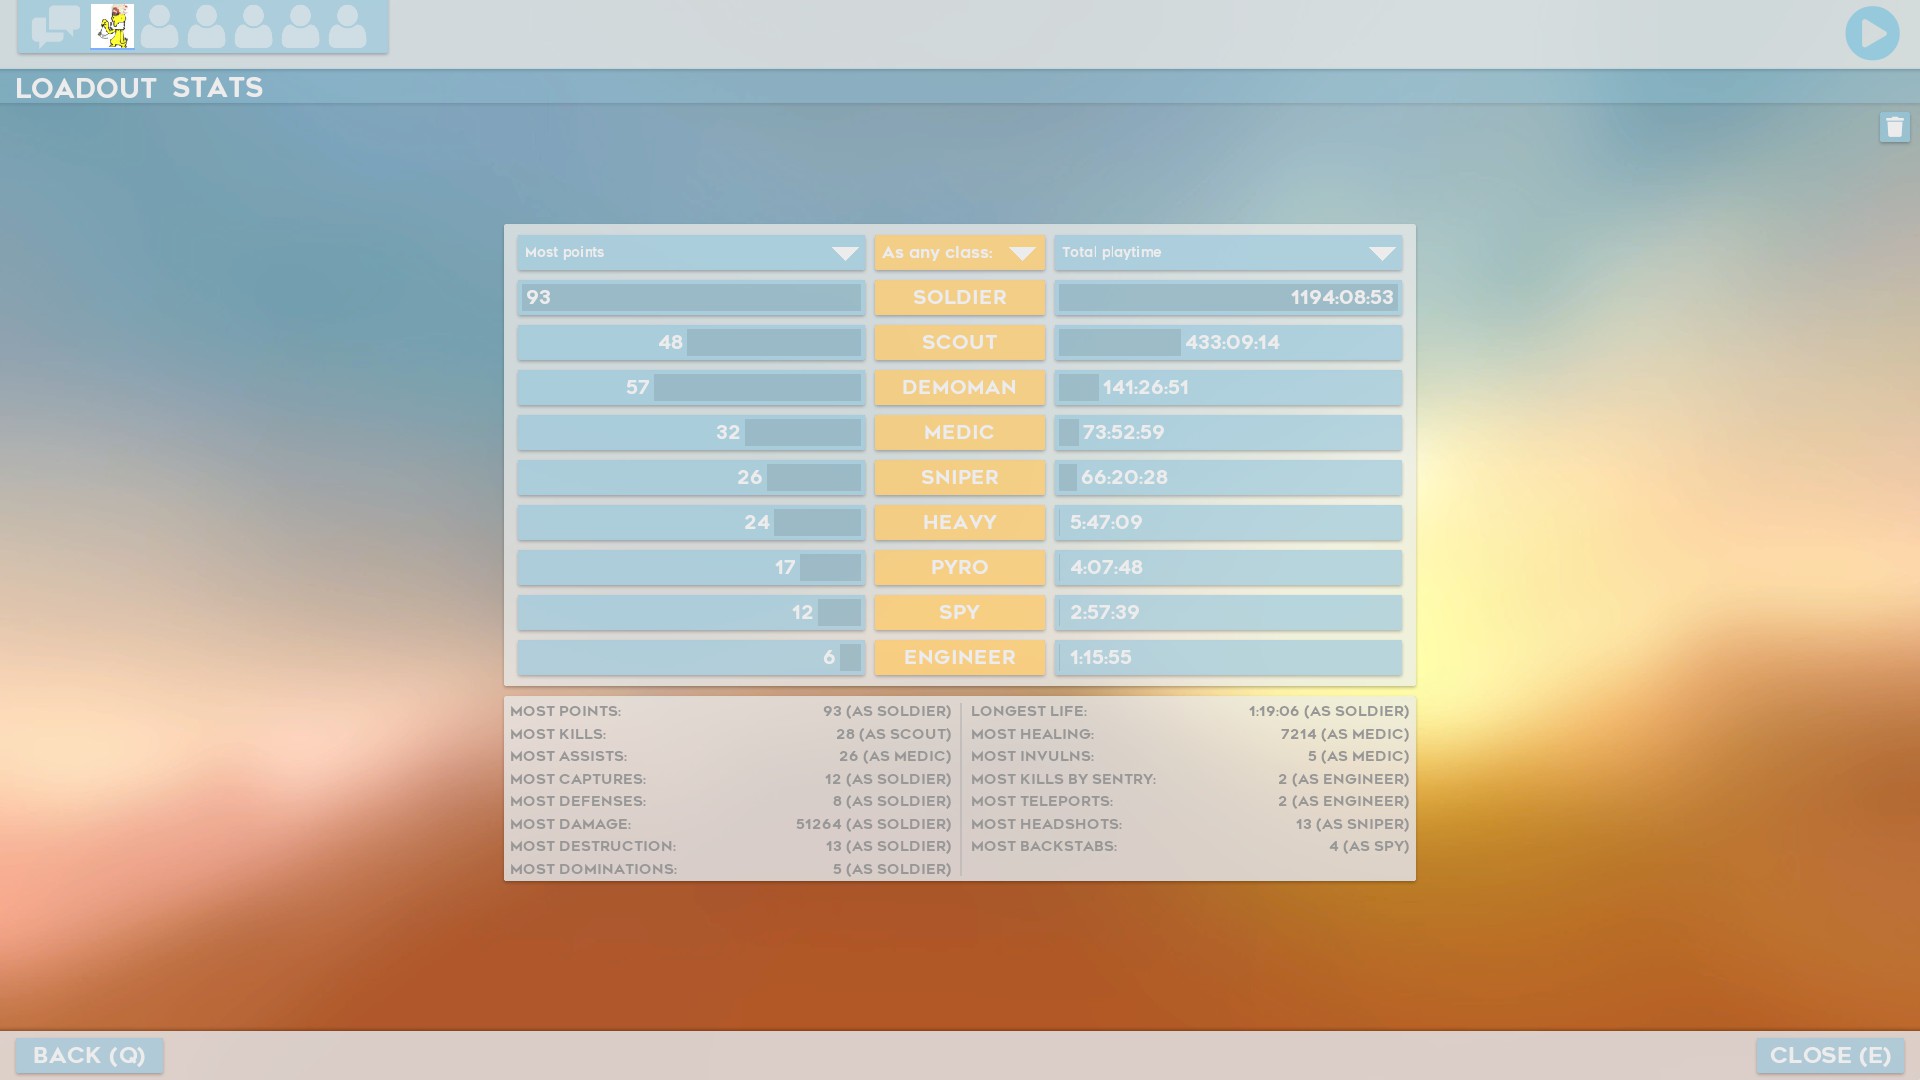 LOADOUT STATS
Most points As any class: Total playtime
93 SOLDIER 1194:08:53
48 SCOUT 433:09:14
57 DEMOMAN 141:26:51
32 MEDIC 73:52:59
26 SNIPER 66:20:28
24 HEAVY 5:47:09
17 PYRO 4:07:48
12 SPY 2:57:39
6 ENGINEER 1:15:55
MOST POINTS: 93 (AS SOLDIER)
MOST KILLS: 28 (AS SCOUT)
MOST ASSISTS: 26 (AS MEDIC)
MOST CAPTURES: 12 (AS SOLDIER)
MOST DEFENSES: 8 (AS SOLDIER)
MOST DAMAGE: 51264 (AS SOLDIER)
MOST DESTRUCTION: 13 (AS SOLDIER)
MOST DOMINATIONS: 5 (AS SOLDIER)
LONGEST LIFE: 1:19:06 (AS SOLDIER)
MOST HEALING: 7214 (AS MEDIC)
MOST INVULNS: 5 (AS MEDIC)
MOST KILLS BY SENTRY: 2 (AS ENGINEER)
MOST TELEPORTS: 2 (AS ENGINEER)
MOST HEADSHOTS: 13 (AS SNIPER)
MOST BACKSTABS: 4 (AS SPY)
BACK (Q)
CLOSE (E)